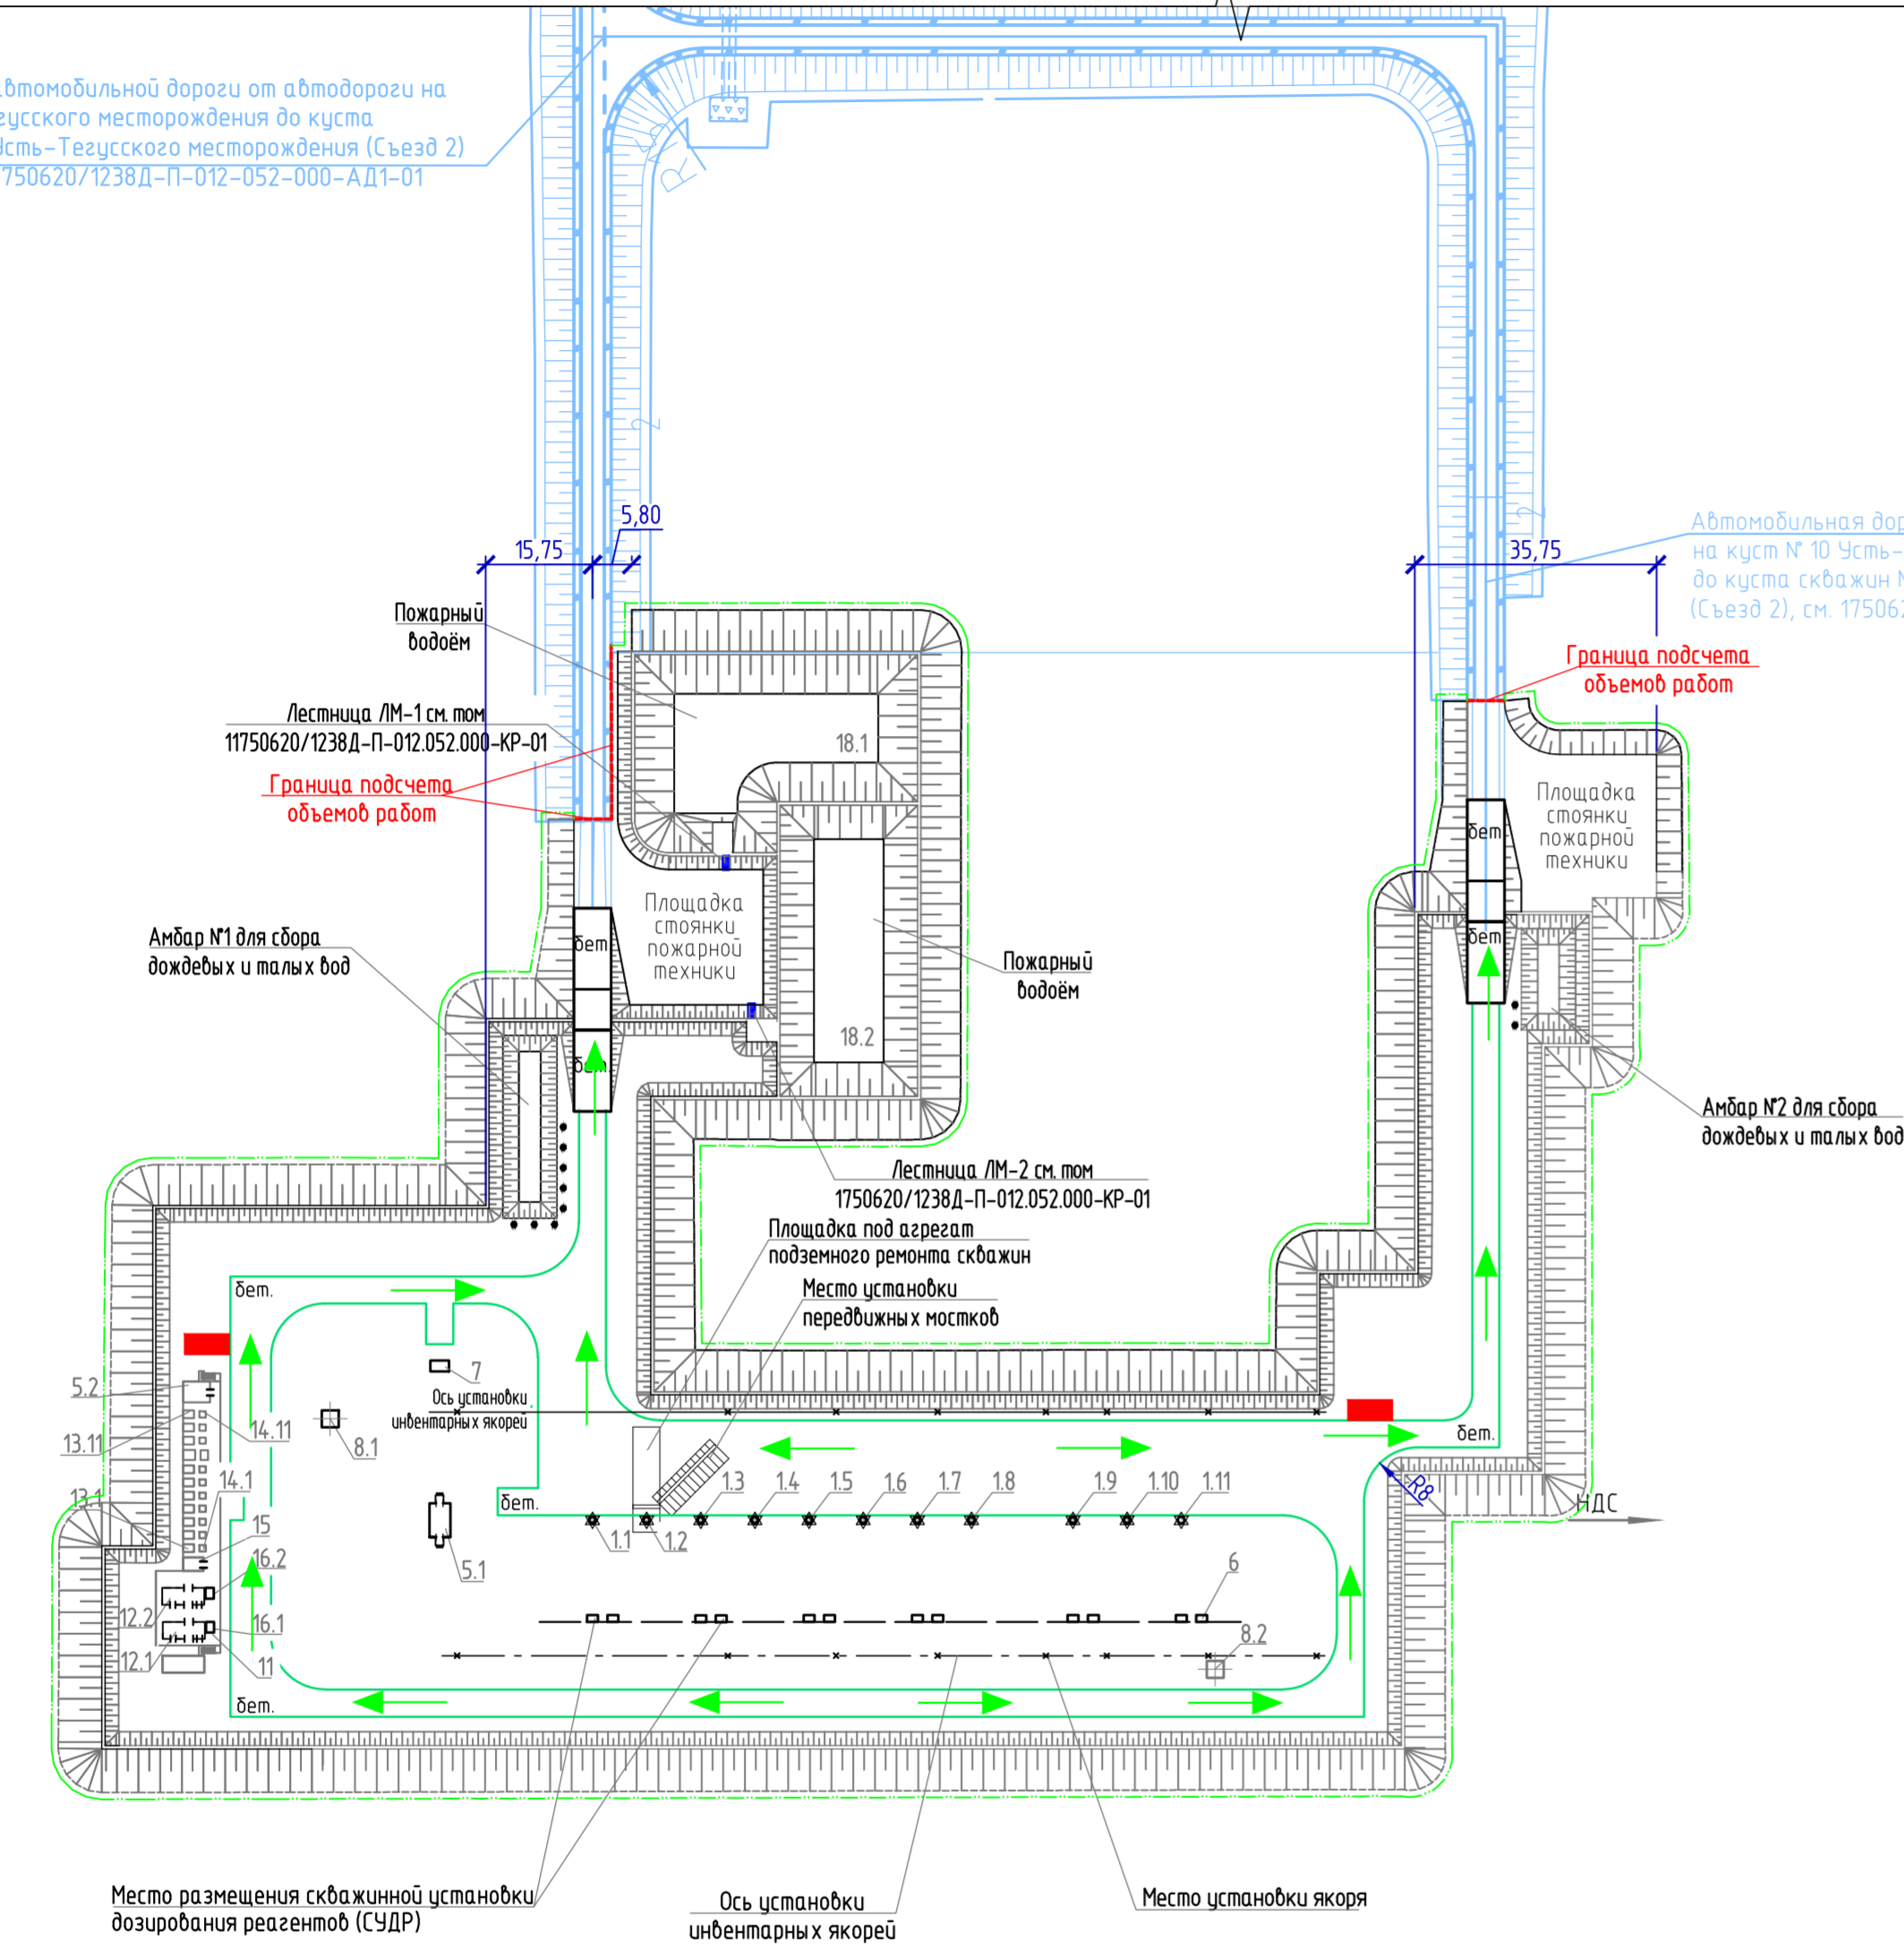 автомобильной дороги от автодороги на
гусского месторождения до куста
Усть-Тегусского месторождения (Съезд 2)
1750620/1238Д-П-012-052-000-АД1-01
2
2
5,80
15,75
35,75
Автомобильная дор
на куст № 10 Усть-
до куста скважин
(Съезд 2), см. 17506
Пожарный
водоём
Лестница ЛМ-1 см. том
11750620/1238Д-П-012.052.000-КР-01
Граница подсчета
объемов работ
Граница подсчета
объемов работ
18.1
Площадка
стоянки
пожарной
техники
бет.
Площадка
стоянки
пожарной
техники
бет.
бет.
бет.
Амбар №1 для сбора
дождевых и талых вод
Пожарный
водоём
18.2
Амбар №2 для сбора
дождевых и талых вод
Лестница ЛМ-2 см. том
1750620/1238Д-П-012.052.000-КР-01
Площадка под агрегат
подземного ремонта скважин
Место установки
передвижных мостков
бет.
7
Ось установки
инвентарных якорей
5.2
13.11
14.11
8.1
14.1
13.1
15
16.2
12.2
16.1
12.1
11
5.1
бет.
бет.
1.1
1.2
1.3
1.4
1.5
1.6
1.7
1.8
1.9
1.10
1.11
R8
НДС
6
8.2
бет.
Место размещения скважинной установки
дозирования реагентов (СУДР)
Ось установки
инвентарных якорей
Место установки якоря